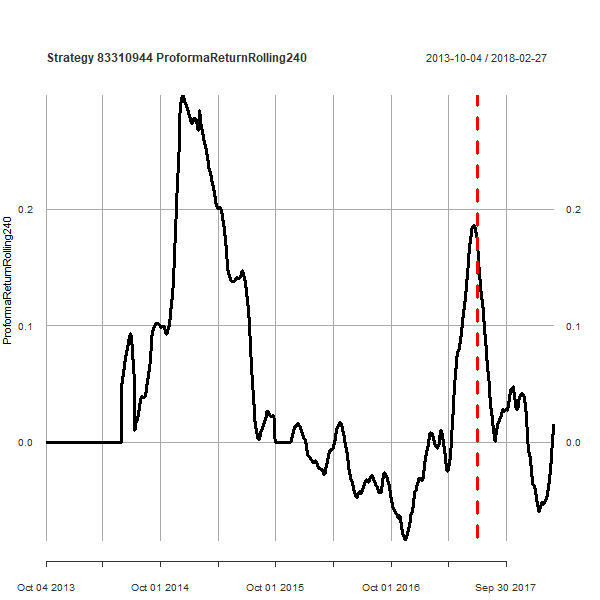 Strategy 83310944 ProformaReturnRolling240
2013-10-04 / 2018-02-27
ProformaReturnRolling240
0.2
0.2
0.1
0.1
0.0
0.0
Oct 04 2013
Oct 01 2014
Oct 01 2015
Oct 01 2016
Sep 30 2017